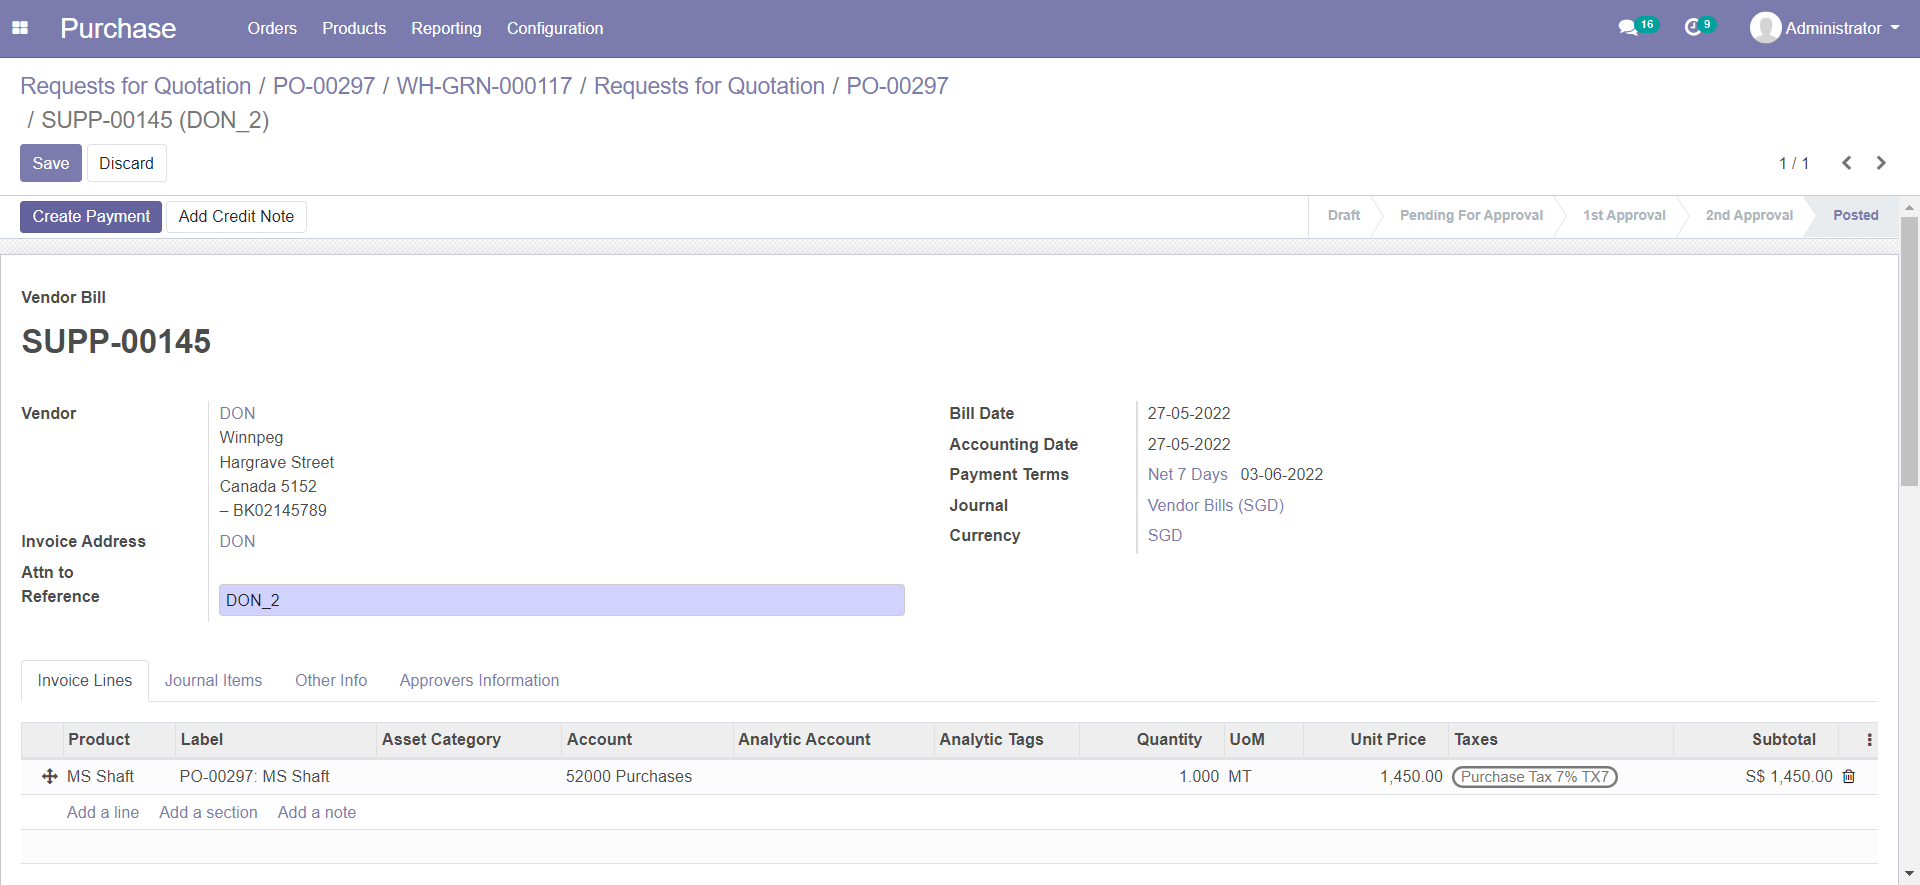 Purchase Orders Products Reporting Configuration 16 9 Administrator
Requests for Quotation / PO-00297 / WH-GRN-000117 / Requests for Quotation / PO-00297
/ SUPP-00145 (DON_2)
Save Discard 1 / 1
Create Payment Add Credit Note Draft Pending For Approval 1st Approval 2nd Approval Posted
Vendor Bill
SUPP-00145
Vendor DON
Winnpeg
Hargrave Street
Canada 5152
– BK02145789
Invoice Address DON
Attn to
Reference DON_2
Bill Date 27-05-2022
Accounting Date 27-05-2022
Payment Terms Net 7 Days 03-06-2022
Journal Vendor Bills (SGD)
Currency SGD
Invoice Lines Journal Items Other Info Approvers Information
Product Label Asset Category Account Analytic Account Analytic Tags Quantity UoM Unit Price Taxes Subtotal
MS Shaft PO-00297: MS Shaft 52000 Purchases 1.000 MT 1,450.00 Purchase Tax 7% TX7 S$ 1,450.00
Add a line Add a section Add a note